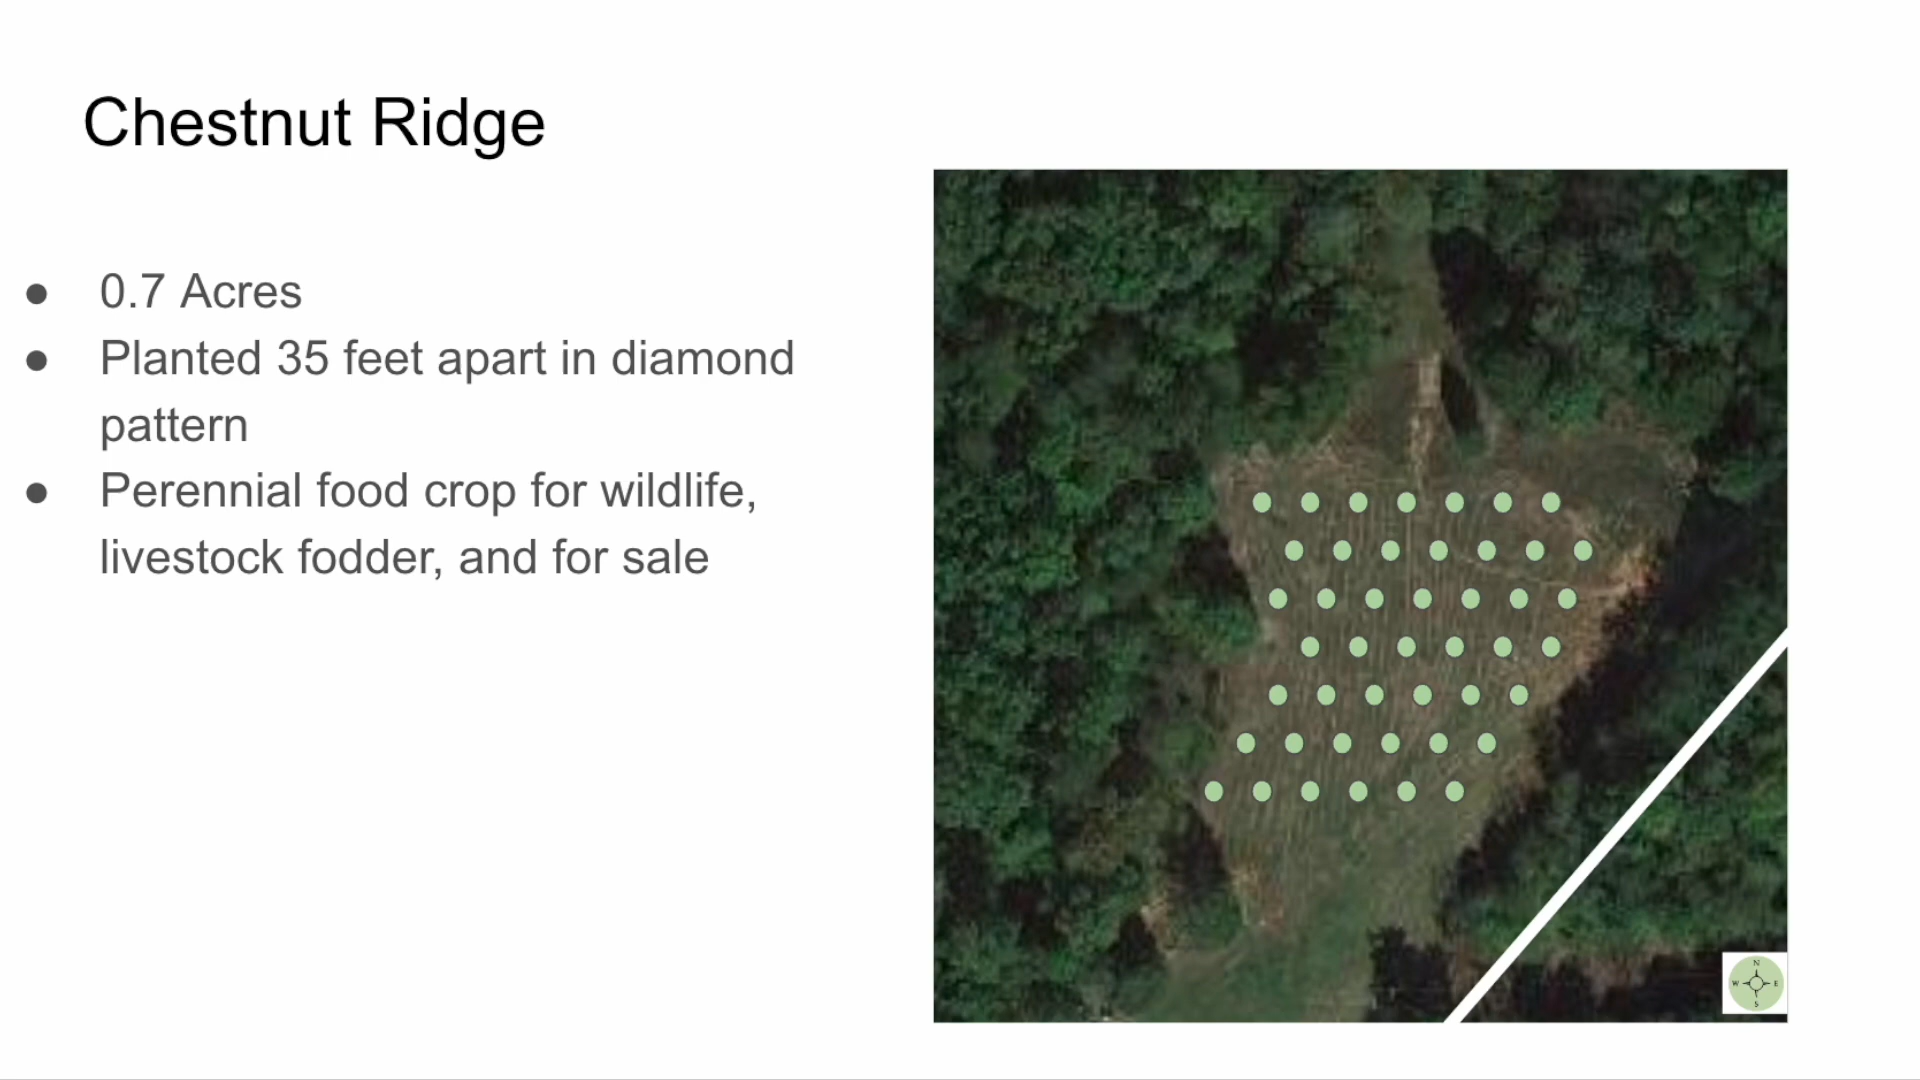 Chestnut Ridge
● 0.7 Acres
● Planted 35 feet apart in diamond
pattern
● Perennial food crop for wildlife,
livestock fodder, and for sale
N
W E
S